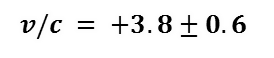 v/c = +3.8 ± 0.6